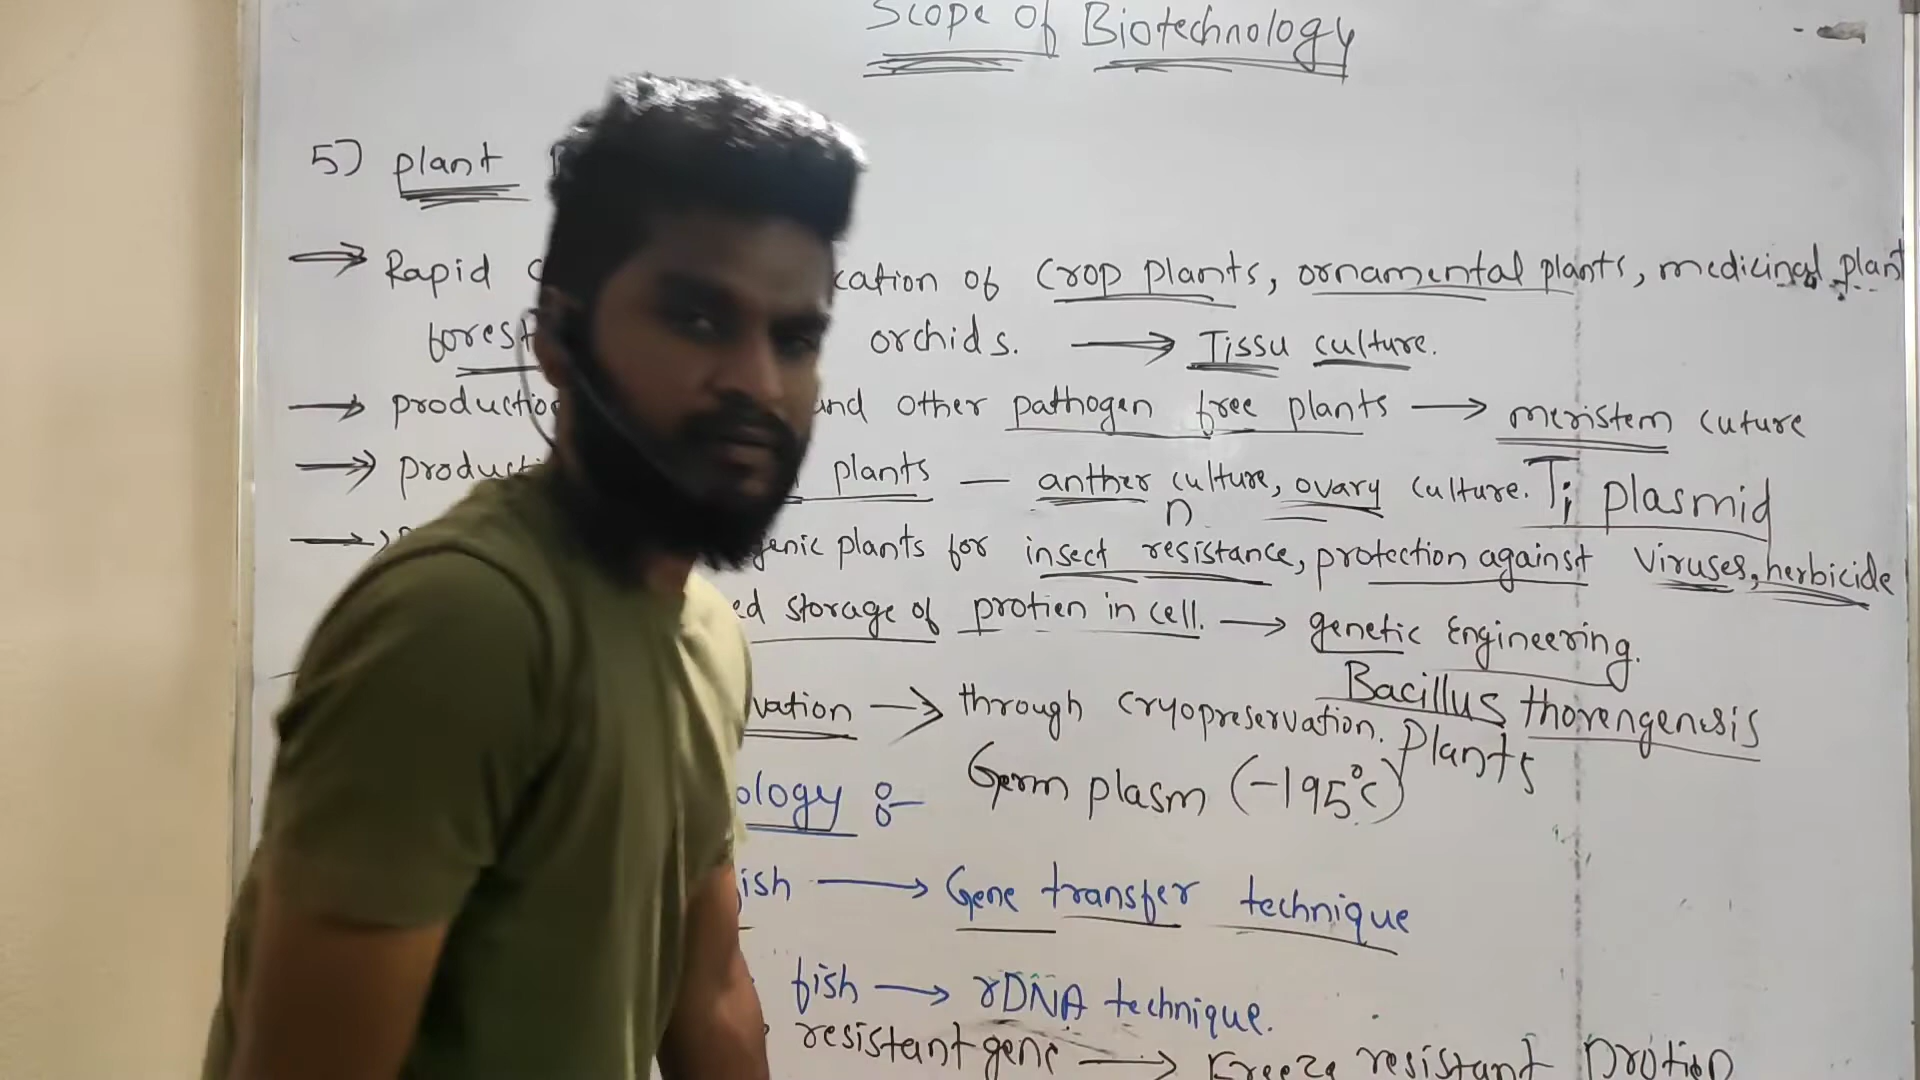 Scope Of Biotechnology
5) plant
Rapid cation of Crop plants, ornamental plants, medicinal plant
forest orchids. → Tissu culture.
productio and other pathogen free plants → meristem cuture
producti plants — anther culture, ovary culture. Ti plasmid
n
genic plants for insect resistance, protection against viruses, herbicide
ed storage of protien in cell. → genetic Engineering.
Bacillus thorengenesis
vation → through cryopreservation. Plants
ology :- Germ plasm (-195°c)
ish → Gene transfer technique
fish → rDNA technique.
resistant gene → Freeze resistant protien